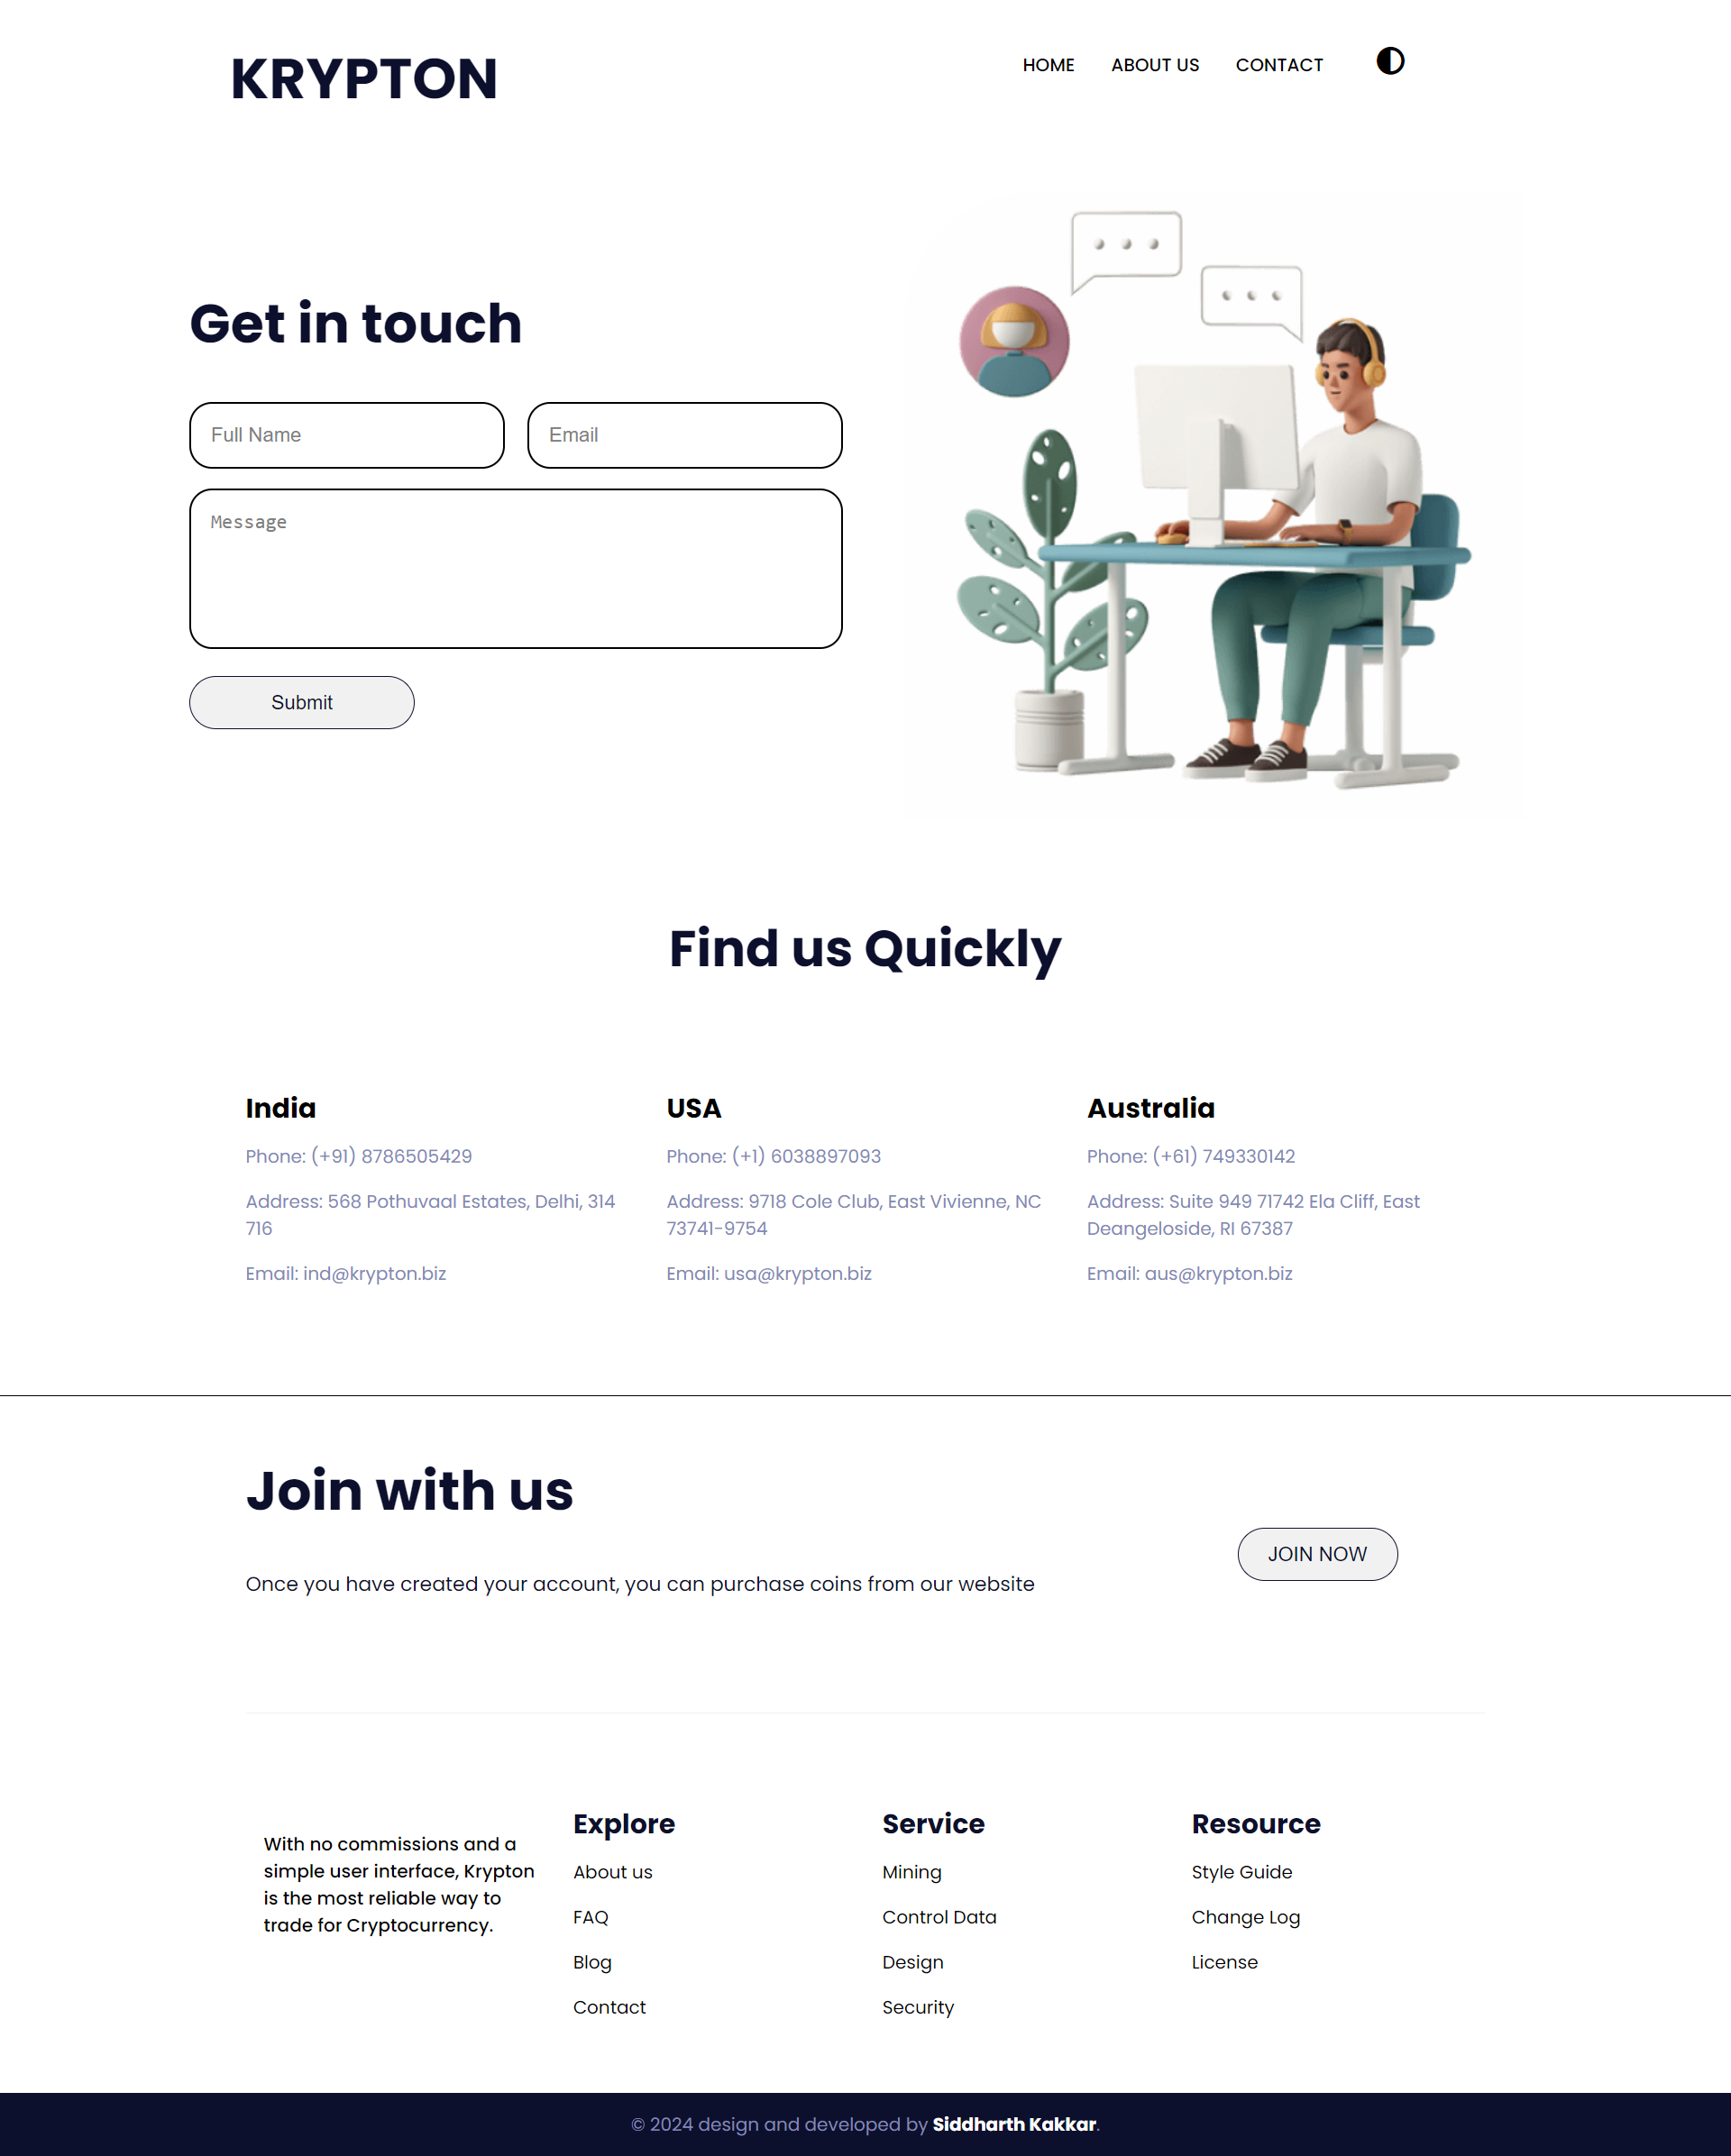 KRYPTON
HOME ABOUT US CONTACT
Get in touch
Full Name Email
Message
Submit
Find us Quickly
India
Phone: (+91) 8786505429
Address: 568 Pothuvaal Estates, Delhi, 314
716
Email: ind@krypton.biz
USA
Phone: (+1) 6038897093
Address: 9718 Cole Club, East Vivienne, NC
73741-9754
Email: usa@krypton.biz
Australia
Phone: (+61) 749330142
Address: Suite 949 71742 Ela Cliff, East
Deangeloside, RI 67387
Email: aus@krypton.biz
Join with us
Once you have created your account, you can purchase coins from our website
JOIN NOW
With no commissions and a
simple user interface, Krypton
is the most reliable way to
trade for Cryptocurrency.
Explore
About us
FAQ
Blog
Contact
Service
Mining
Control Data
Design
Security
Resource
Style Guide
Change Log
License
© 2024 design and developed by Siddharth Kakkar.